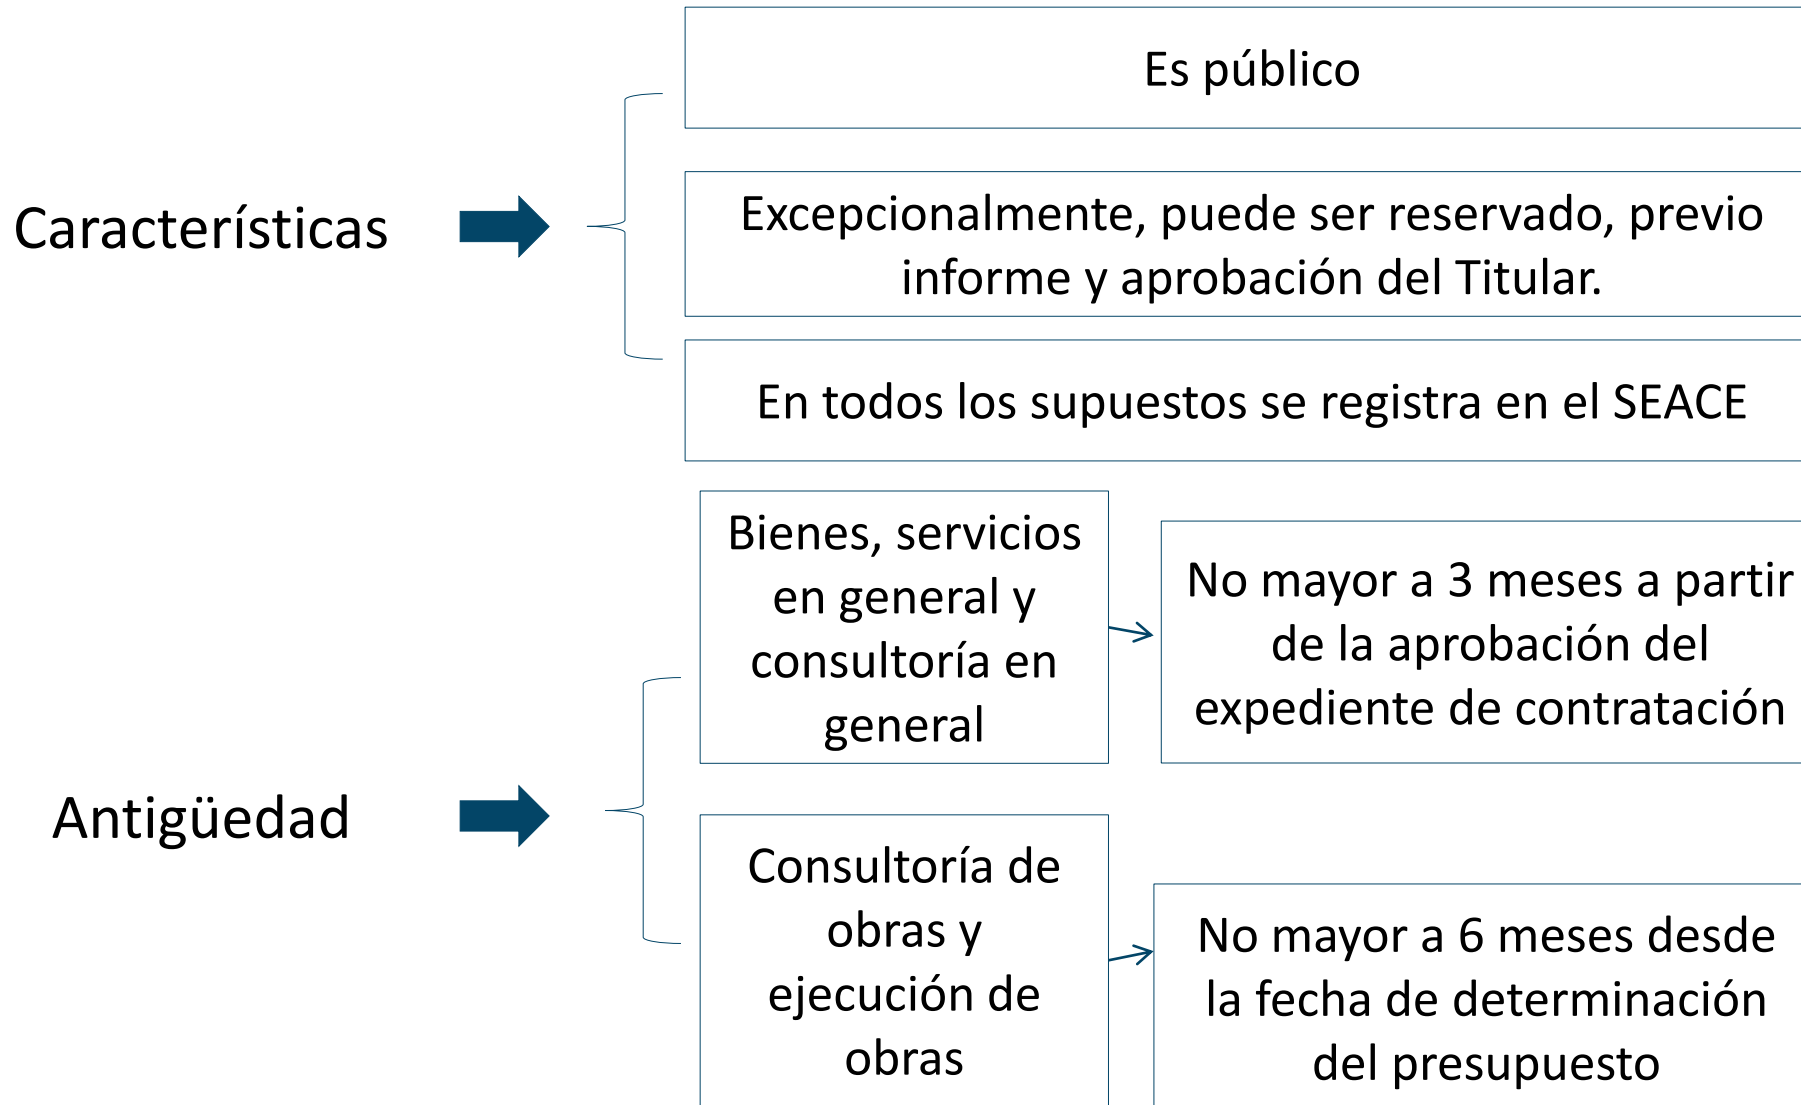 Características
Es público
Excepcionalmente, puede ser reservado, previo
informe y aprobación del Titular.
En todos los supuestos se registra en el SEACE
Antigüedad
Bienes, servicios
en general y
consultoría en
general
No mayor a 3 meses a partir
de la aprobación del
expediente de contratación
Consultoría de
obras y
ejecución de
obras
No mayor a 6 meses desde
la fecha de determinación
del presupuesto